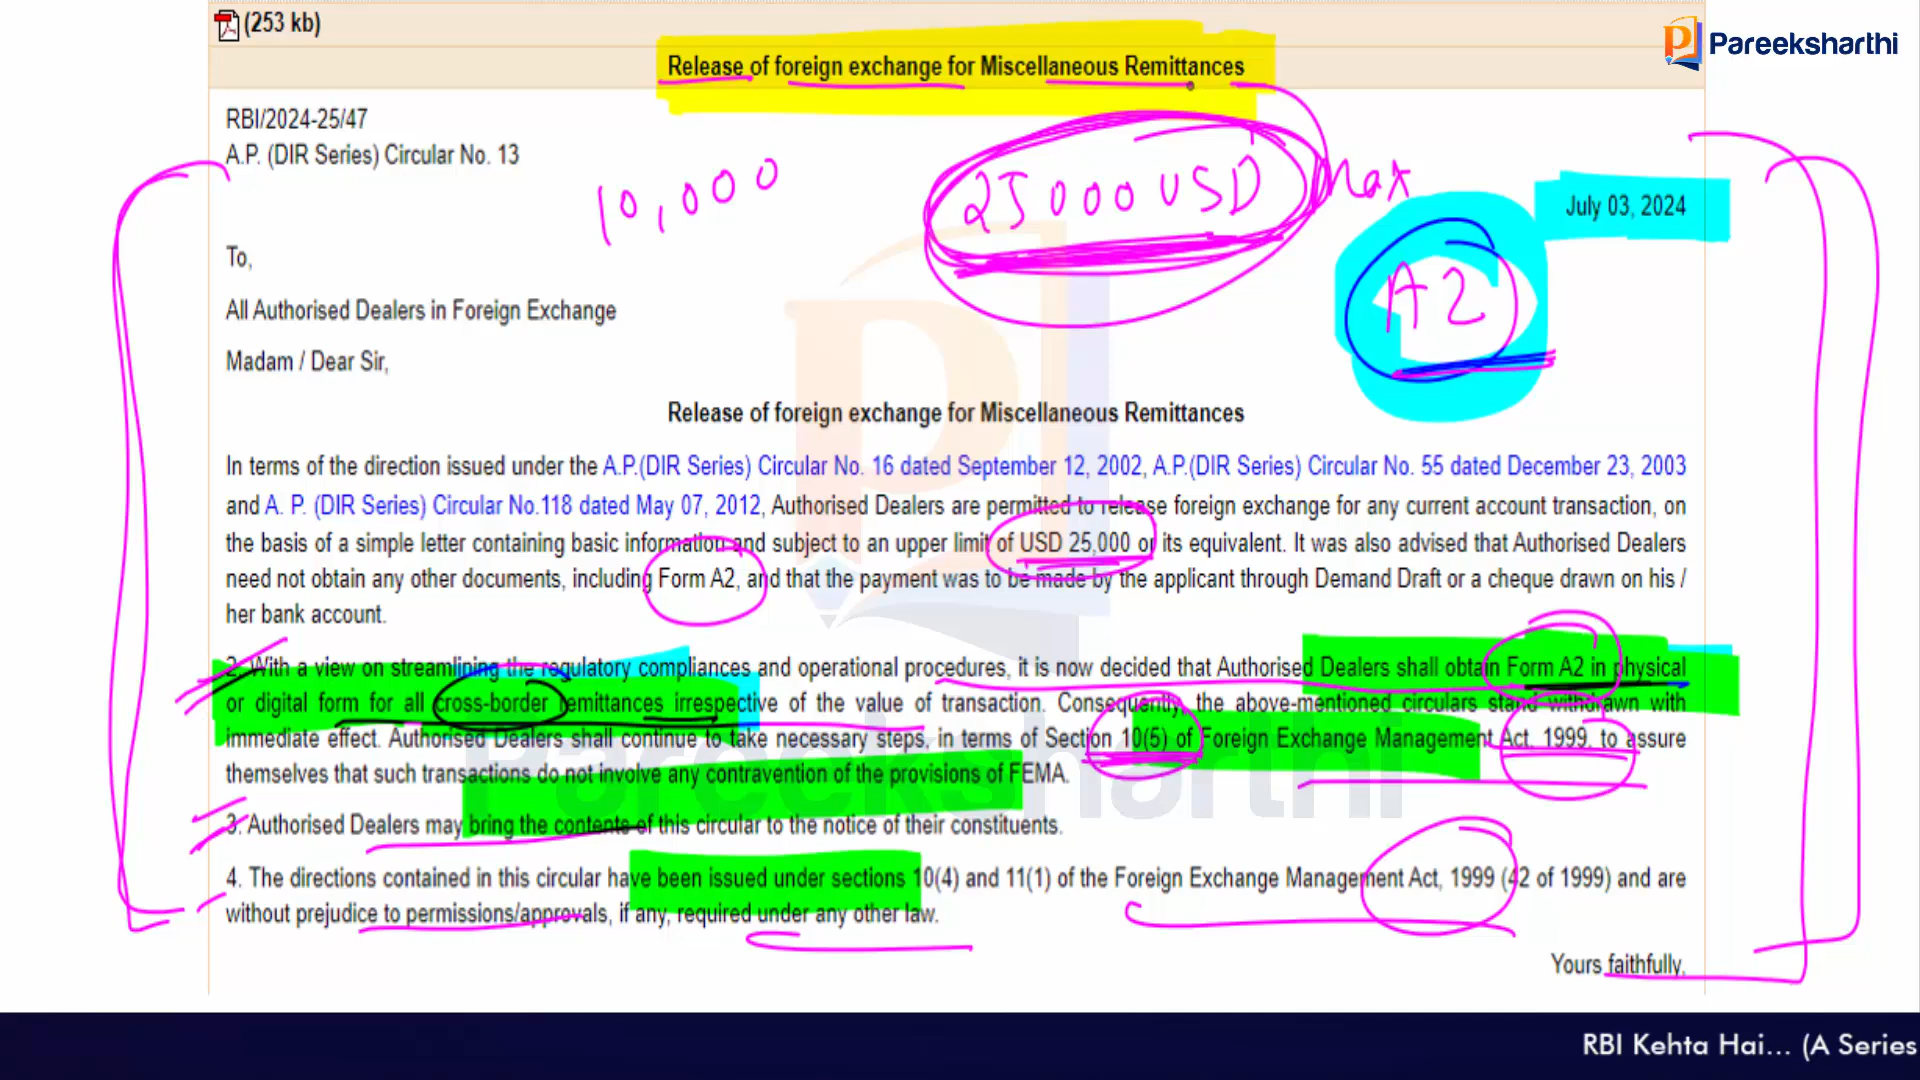 (253 kb)
Pareeksharthi
Release of foreign exchange for Miscellaneous Remittances
RBI/2024-25/47
A.P. (DIR Series) Circular No. 13
10,000
25000 USD
Max
July 03, 2024
A2
To,
All Authorised Dealers in Foreign Exchange
Madam / Dear Sir,
Release of foreign exchange for Miscellaneous Remittances
In terms of the direction issued under the A.P.(DIR Series) Circular No. 16 dated September 12, 2002, A.P.(DIR Series) Circular No. 55 dated December 23, 2003
and A. P. (DIR Series) Circular No.118 dated May 07, 2012, Authorised Dealers are permitted to release foreign exchange for any current account transaction, on
the basis of a simple letter containing basic information and subject to an upper limit of USD 25,000 or its equivalent. It was also advised that Authorised Dealers
need not obtain any other documents, including Form A2, and that the payment was to be made by the applicant through Demand Draft or a cheque drawn on his /
her bank account.
2. With a view on streamlining the regulatory compliances and operational procedures, it is now decided that Authorised Dealers shall obtain Form A2 in physical
or digital form for all cross-border remittances irrespective of the value of transaction. Consequently, the above-mentioned circulars stand withdrawn with
immediate effect. Authorised Dealers shall continue to take necessary steps, in terms of Section 10(5) of Foreign Exchange Management Act, 1999, to assure
themselves that such transactions do not involve any contravention of the provisions of FEMA.
3. Authorised Dealers may bring the contents of this circular to the notice of their constituents.
4. The directions contained in this circular have been issued under sections 10(4) and 11(1) of the Foreign Exchange Management Act, 1999 (42 of 1999) and are
without prejudice to permissions/approvals, if any, required under any other law.
Yours faithfully,
Pareeksharthi
RBI Kehta Hai... (A Series